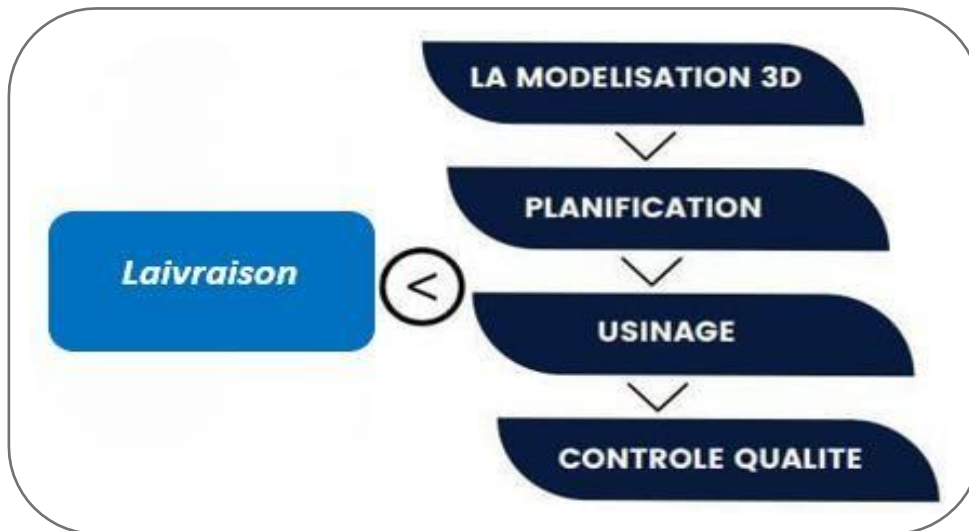 LA MODELISATION 3D
PLANIFICATION
Laivraison
<
USINAGE
CONTROLE QUALITE